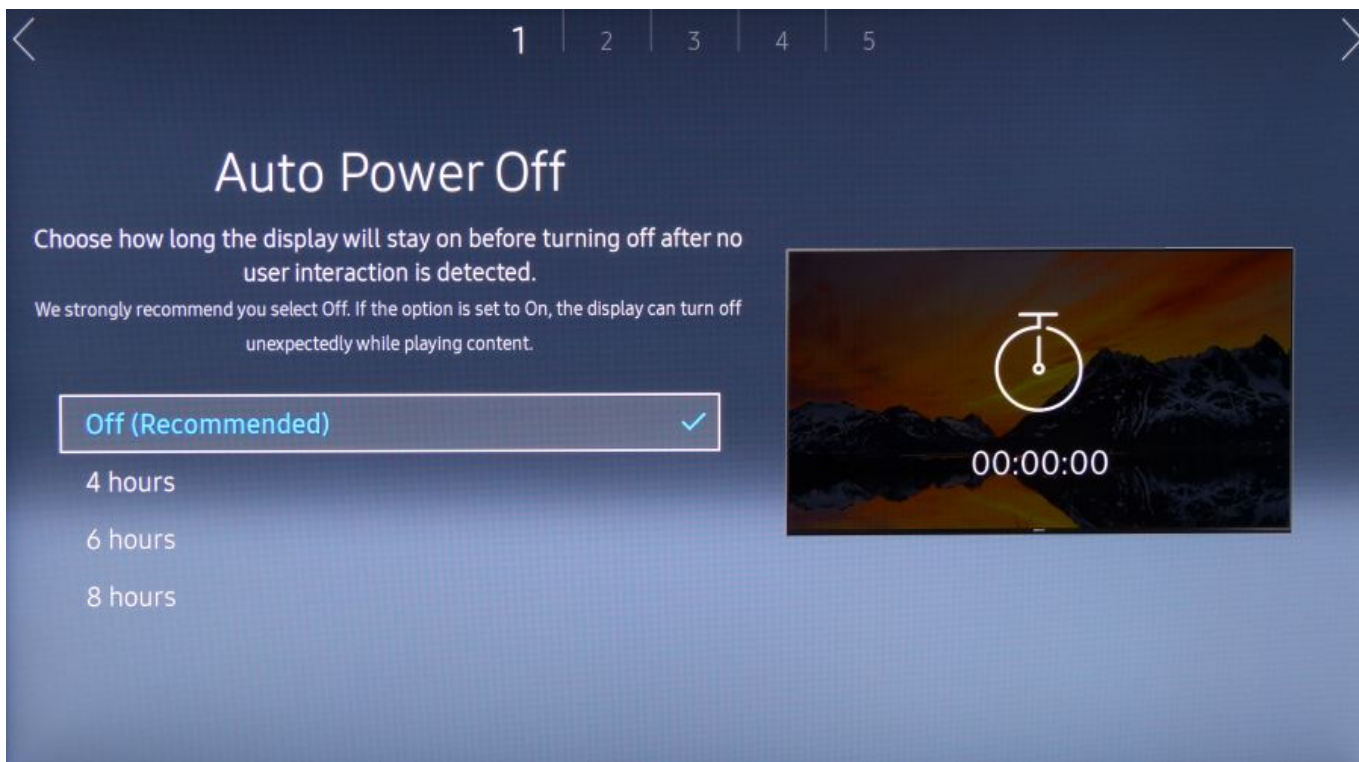 1 2 3 4 5
Auto Power Off
Choose how long the display will stay on before turning off after no
user interaction is detected.
We strongly recommend you select Off. If the option is set to On, the display can turn off
unexpectedly while playing content.
Off (Recommended)
4 hours
6 hours
8 hours
00:00:00